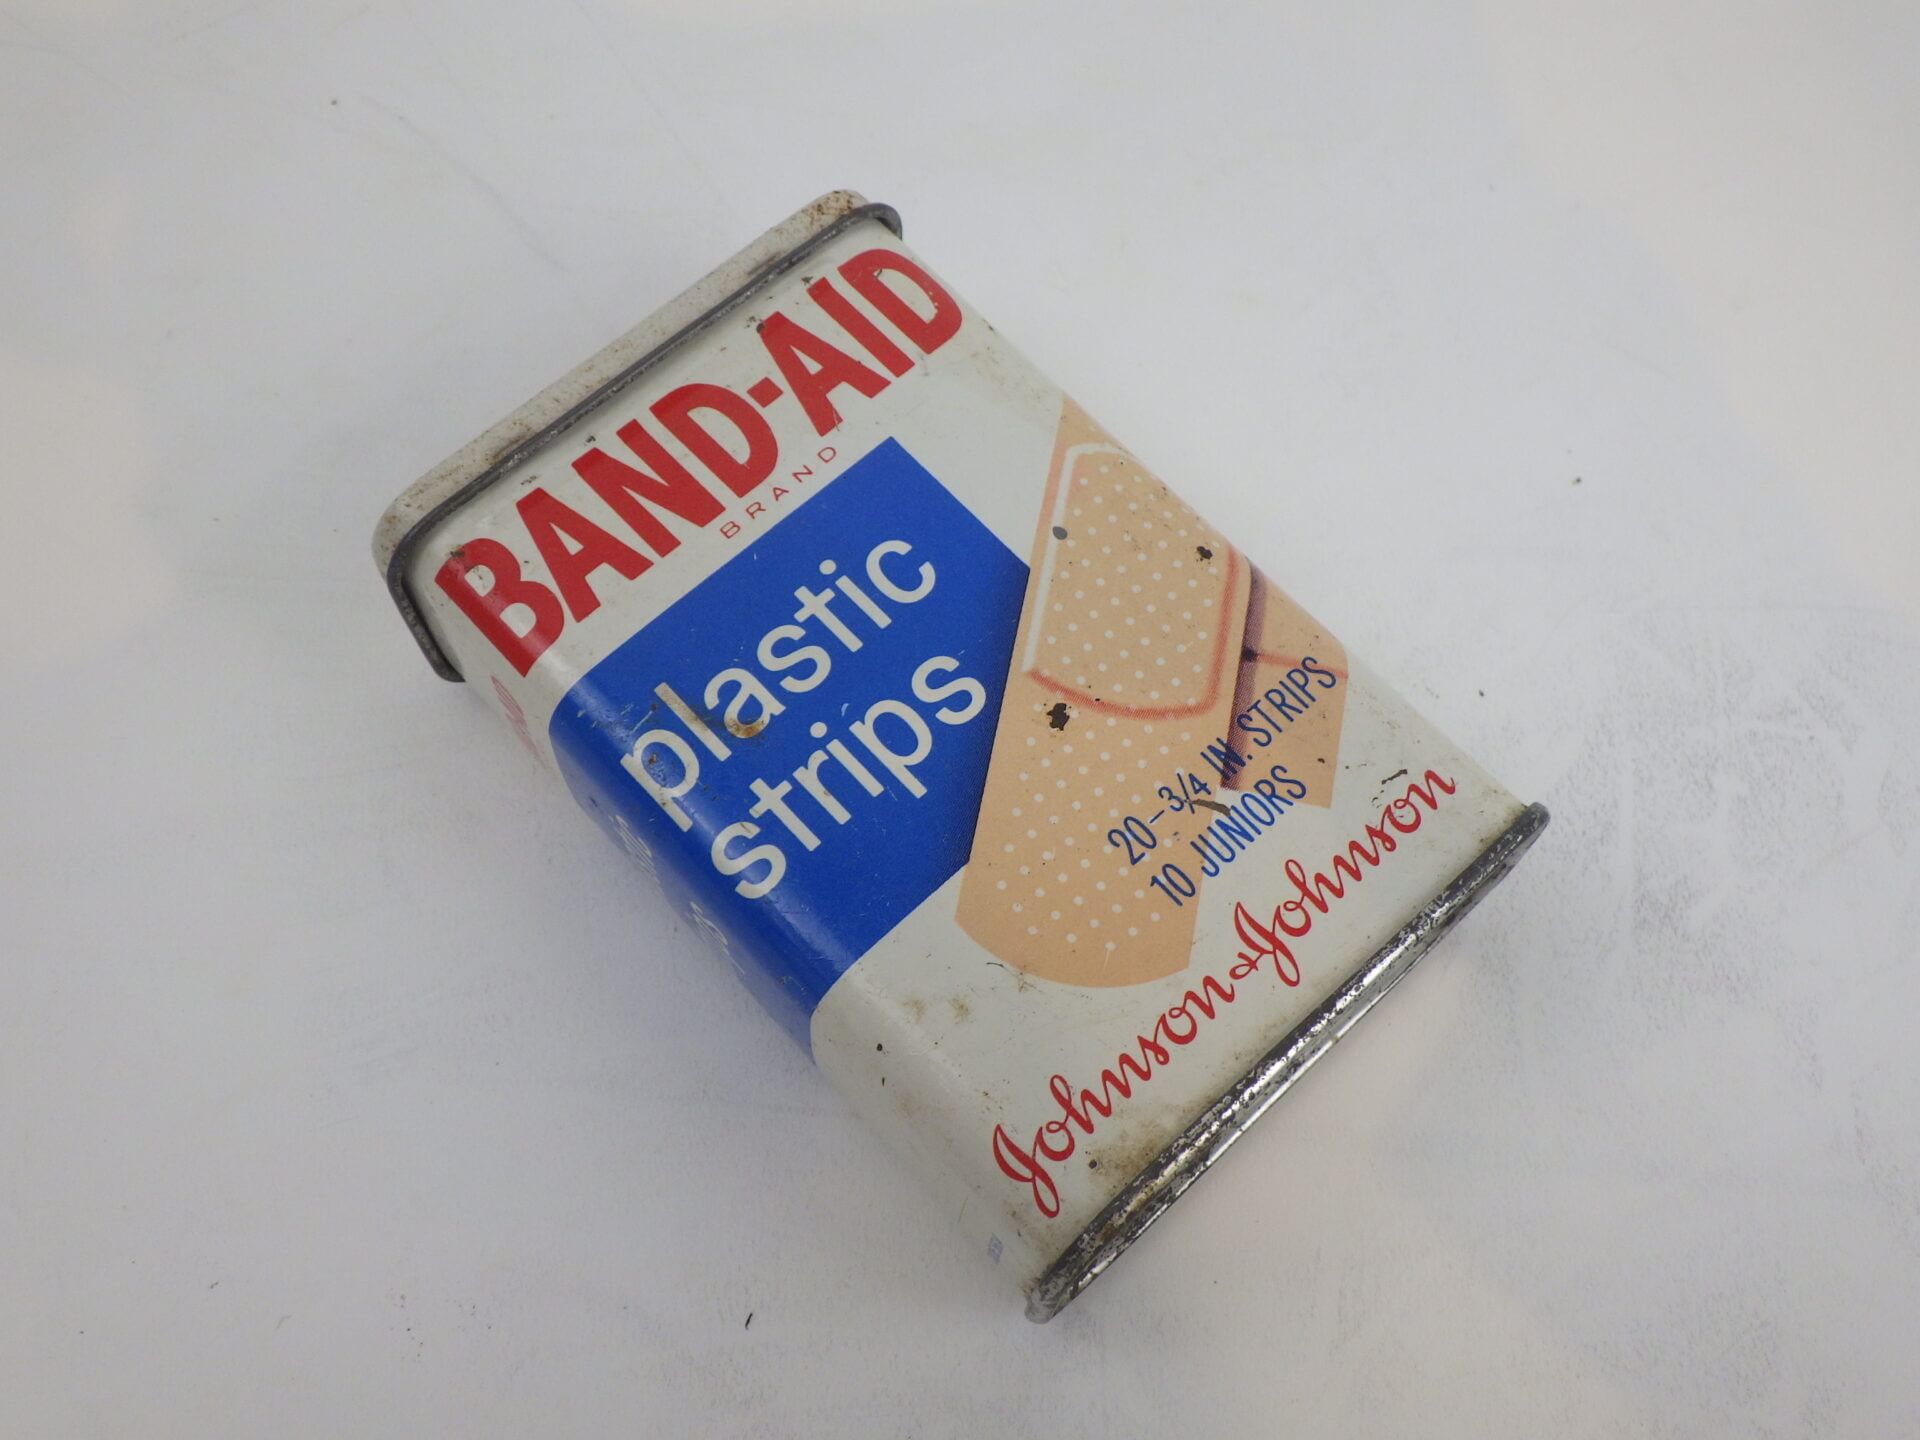 BAND-AID
BRAND
plastic
strips
20-3/4 IN. STRIPS
10 JUNIORS
Johnson & Johnson